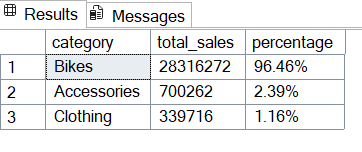 Results Messages
category total_sales percentage
1 Bikes 28316272 96.46%
2 Accessories 700262 2.39%
3 Clothing 339716 1.16%